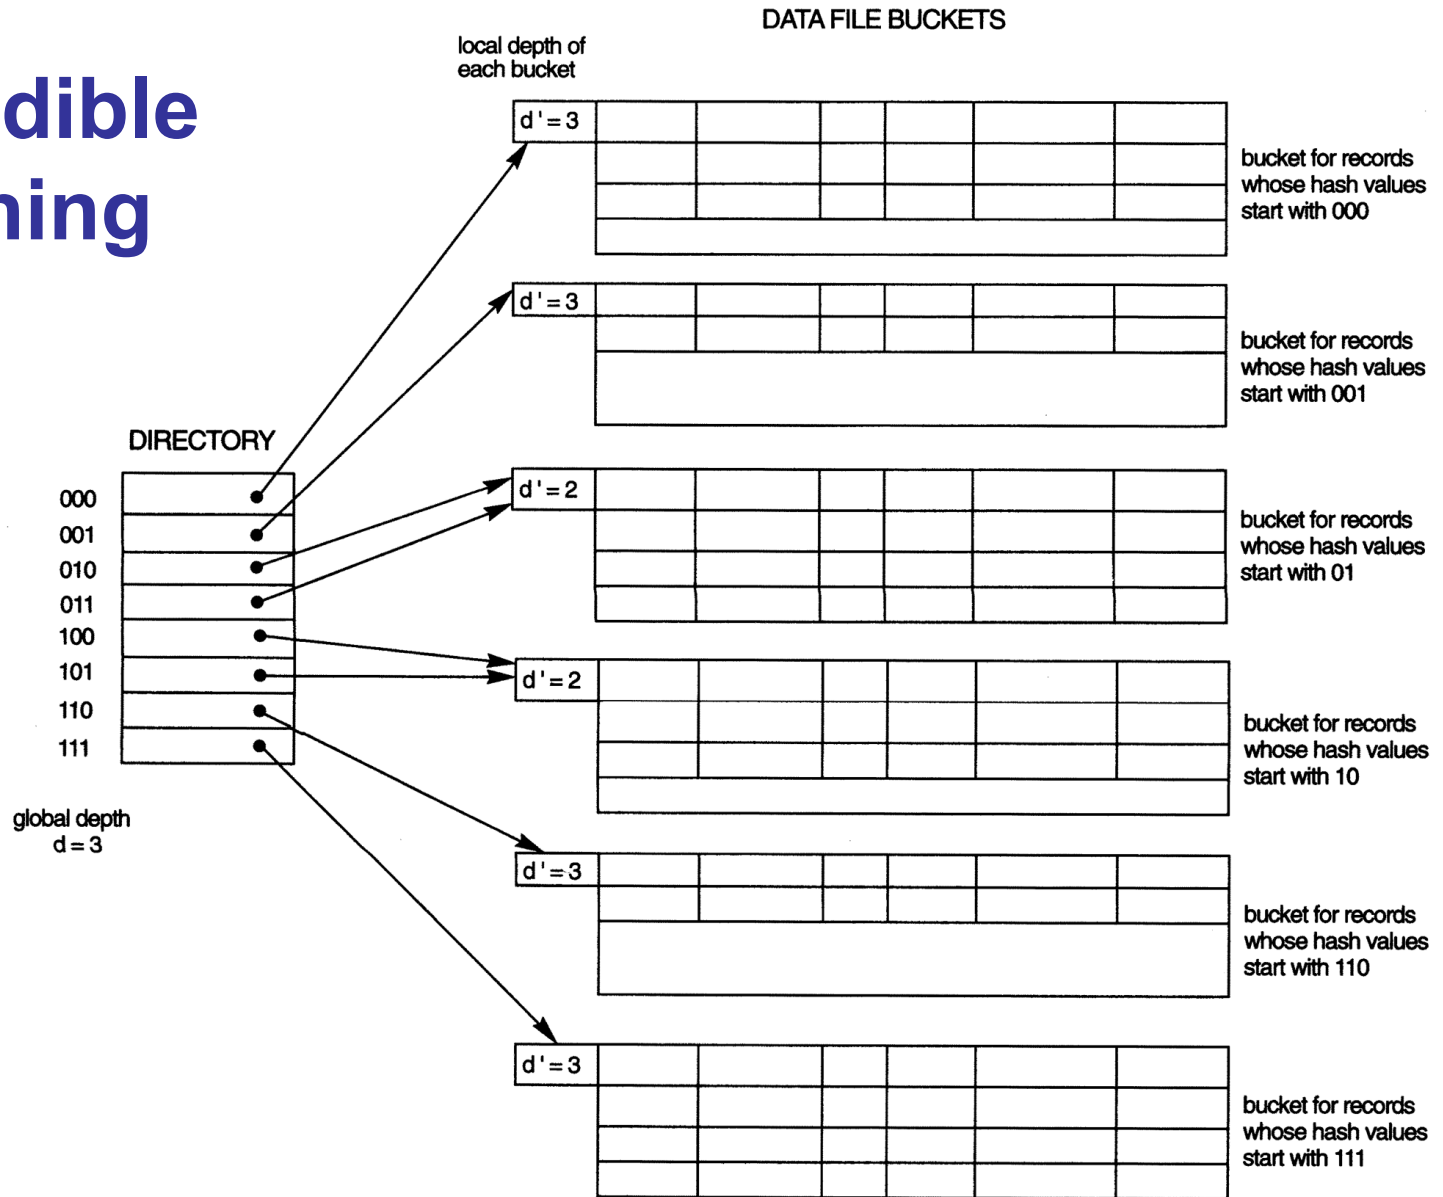 DATA FILE BUCKETS
local depth of
each bucket
dible
ning
d'=3
bucket for records
whose hash values
start with 000
d'=3
bucket for records
whose hash values
start with 001
DIRECTORY
000
001
010
011
100
101
110
111
global depth
d=3
d'=2
bucket for records
whose hash values
start with 01
d'=2
bucket for records
whose hash values
start with 10
d'=3
bucket for records
whose hash values
start with 110
d'=3
bucket for records
whose hash values
start with 111